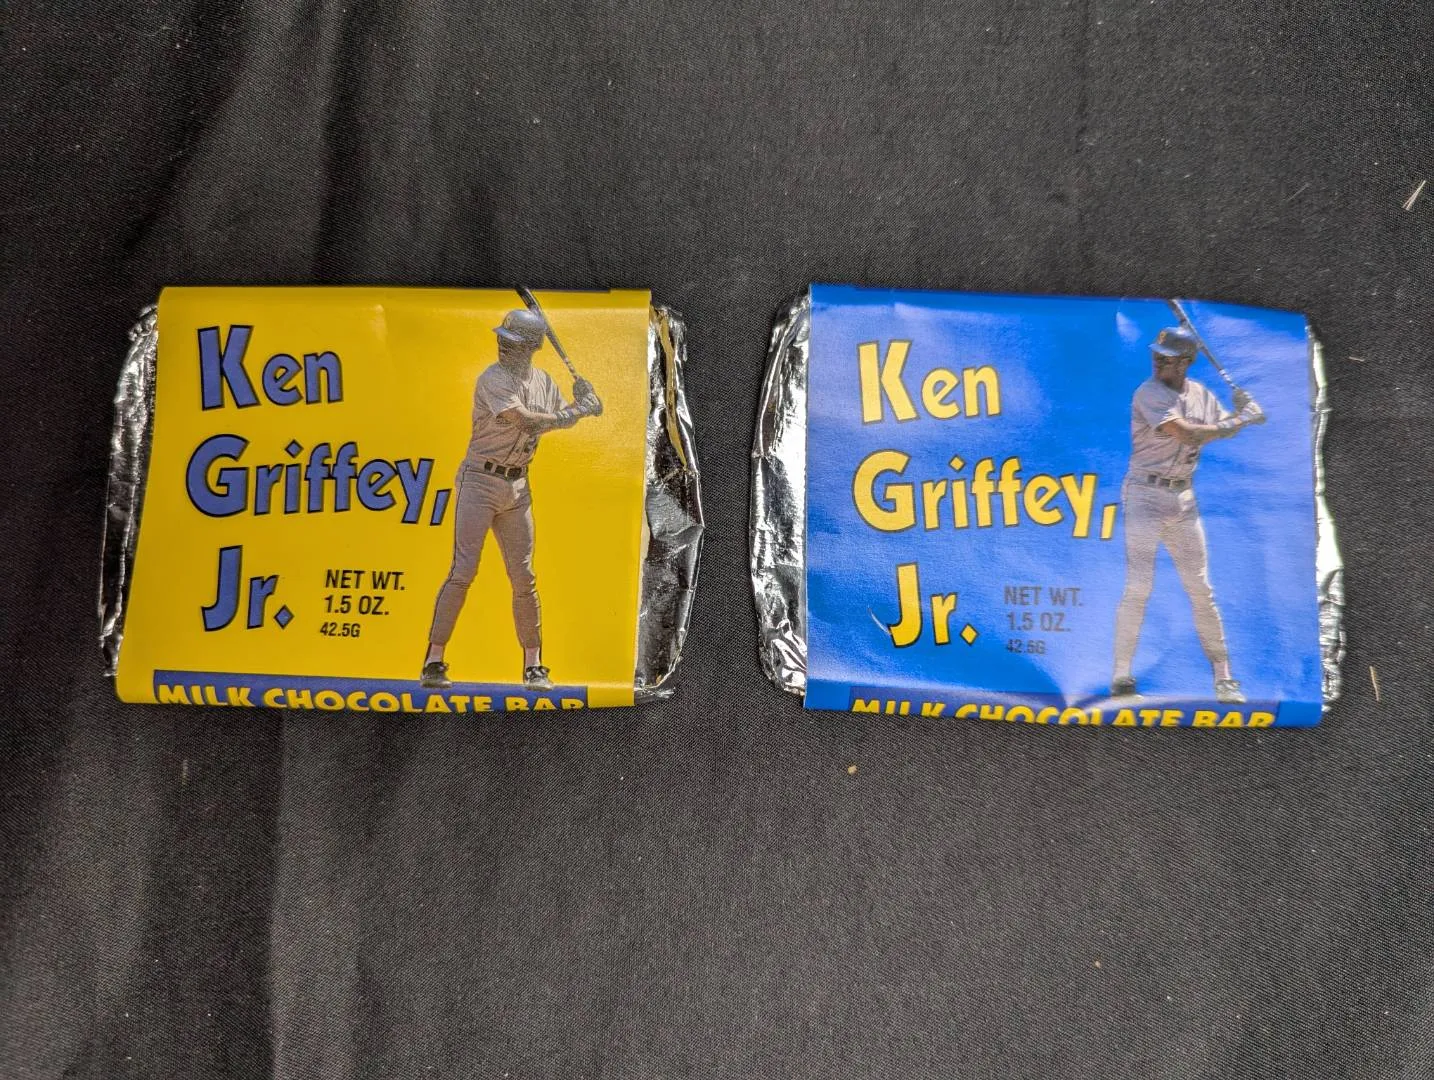 Ken
Griffey,
Jr.
NET WT.
1.5 OZ.
42.5G
MILK CHOCOLATE BAR
Ken
Griffey,
Jr.
NET WT.
1.5 OZ.
42.5G
MILK CHOCOLATE BAR